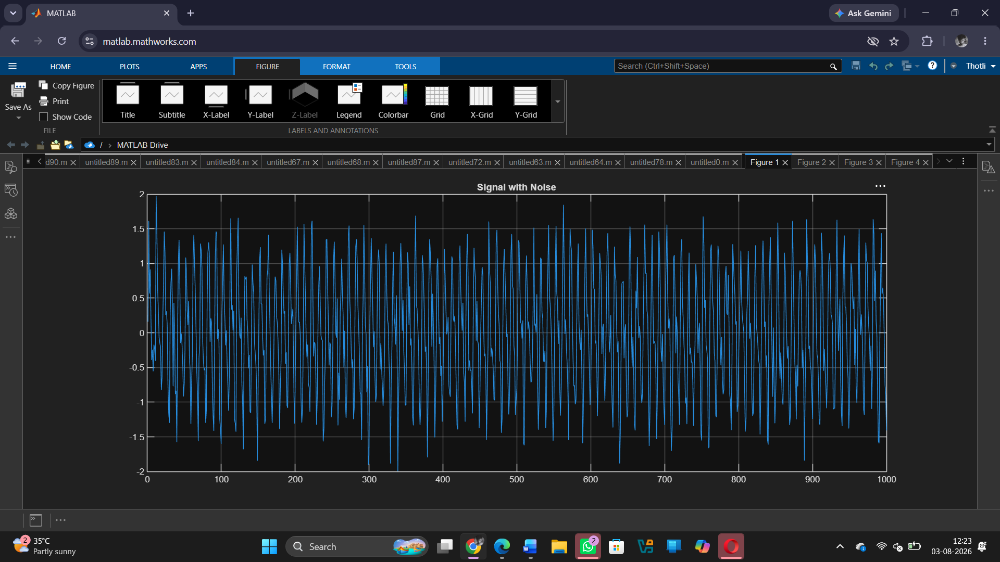 MATLAB
Ask Gemini
matlab.mathworks.com
HOME PLOTS APPS FIGURE FORMAT TOOLS Search (Ctrl+Shift+Space) Thotli
Save As
Copy Figure
Print
Show Code
FILE
Title Subtitle X-Label Y-Label Z-Label Legend Colorbar Grid X-Grid Y-Grid
LABELS AND ANNOTATIONS
/ › MATLAB Drive
d90.m untitled89.m untitled83.m untitled84.m untitled67.m untitled68.m untitled87.m untitled72.m untitled63.m untitled64.m untitled78.m untitled0.m Figure 1 Figure 2 Figure 3 Figure 4
Signal with Noise
2
1.5
1
0.5
0
-0.5
-1
-1.5
-2
0 100 200 300 400 500 600 700 800 900 1000
2
35°C
Partly sunny
Search
2
12:23
03-08-2026